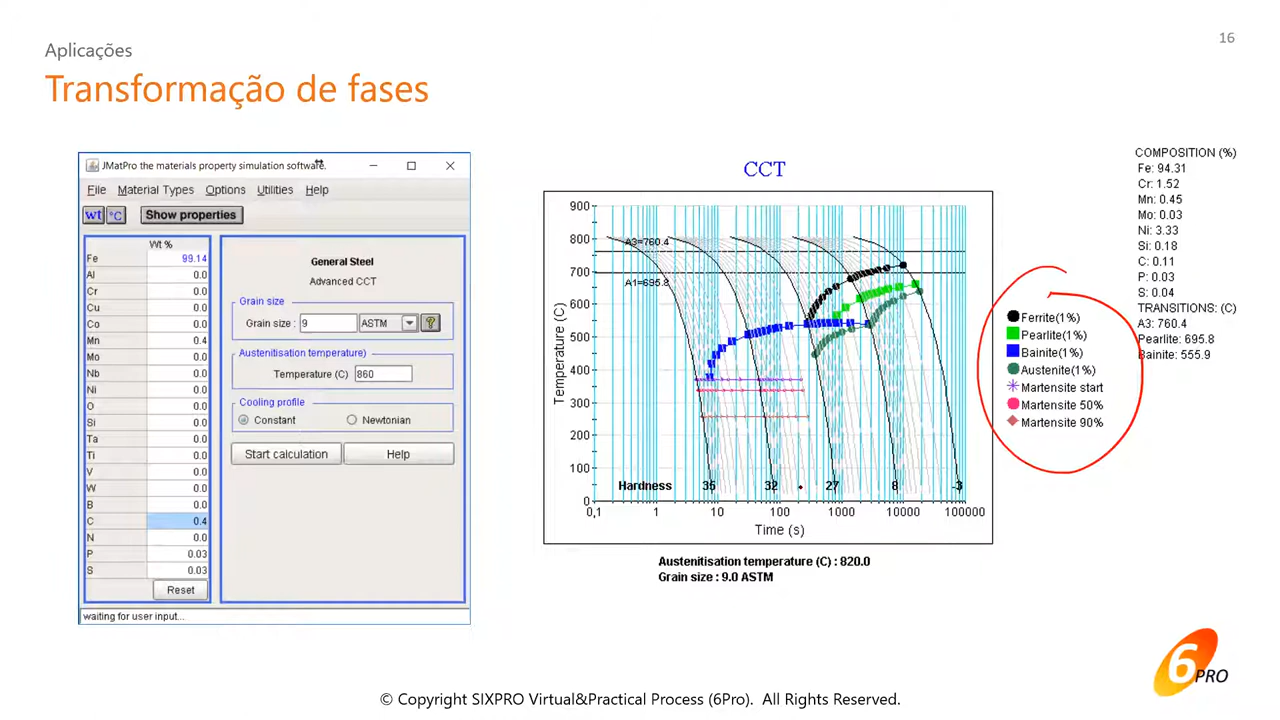 Aplicações
16
Transformação de fases
JMatPro the materials property simulation software.
File Material Types Options Utilities Help
wt °C Show properties
Wt %
Fe 99.14
Al 0.0
Cr 0.0
Cu 0.0
Co 0.0
Mn 0.4
Mo 0.0
Nb 0.0
Ni 0.0
O 0.0
Si 0.0
Ta 0.0
Ti 0.0
V 0.0
W 0.0
B 0.0
C 0.4
N 0.0
P 0.03
S 0.03
Reset
General Steel
Advanced CCT
Grain size
Grain size : 9 ASTM ?
Austenitisation temperature)
Temperature (C) 860
Cooling profile
Constant Newtonian
Start calculation Help
waiting for user input...
CCT
Temperature (C)
900
800
700
600
500
400
300
200
100
0
A3=760.4
A1=695.8
Hardness 35 32 27 8 -3
0,1 1 10 100 1000 10000 100000
Time (s)
Austenitisation temperature (C) : 820.0
Grain size : 9.0 ASTM
Ferrite(1%)
Pearlite(1%)
Bainite(1%)
Austenite(1%)
Martensite start
Martensite 50%
Martensite 90%
COMPOSITION (%)
Fe: 94.31
Cr: 1.52
Mn: 0.45
Mo: 0.03
Ni: 3.33
Si: 0.18
C: 0.11
P: 0.03
S: 0.04
TRANSITIONS: (C)
A3: 760.4
Pearlite: 695.8
Bainite: 555.9
6 PRO
© Copyright SIXPRO Virtual&Practical Process (6Pro). All Rights Reserved.